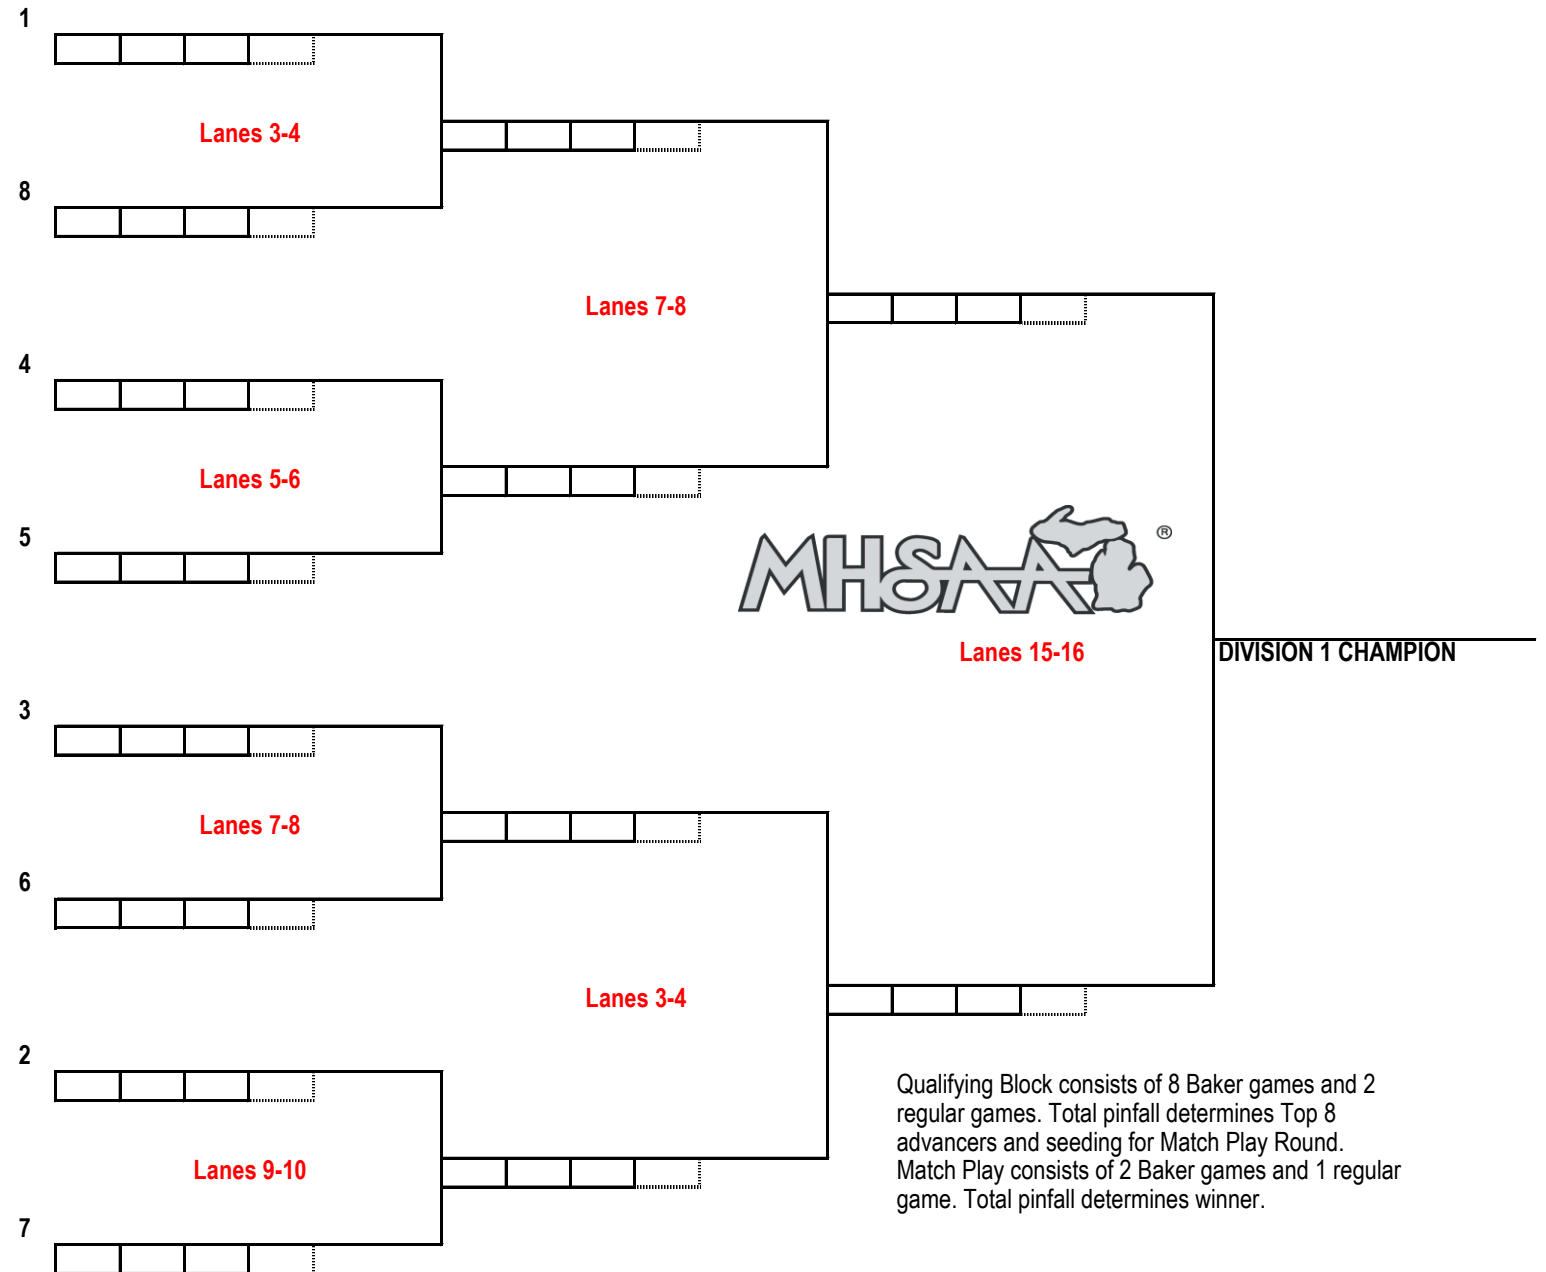 1
Lanes 3-4
8
Lanes 7-8
4
Lanes 5-6
5
MHSAA ®
Lanes 15-16
DIVISION 1 CHAMPION
3
Lanes 7-8
6
Lanes 3-4
2
Qualifying Block consists of 8 Baker games and 2
regular games. Total pinfall determines Top 8
advancers and seeding for Match Play Round.
Match Play consists of 2 Baker games and 1 regular
game. Total pinfall determines winner.
Lanes 9-10
7